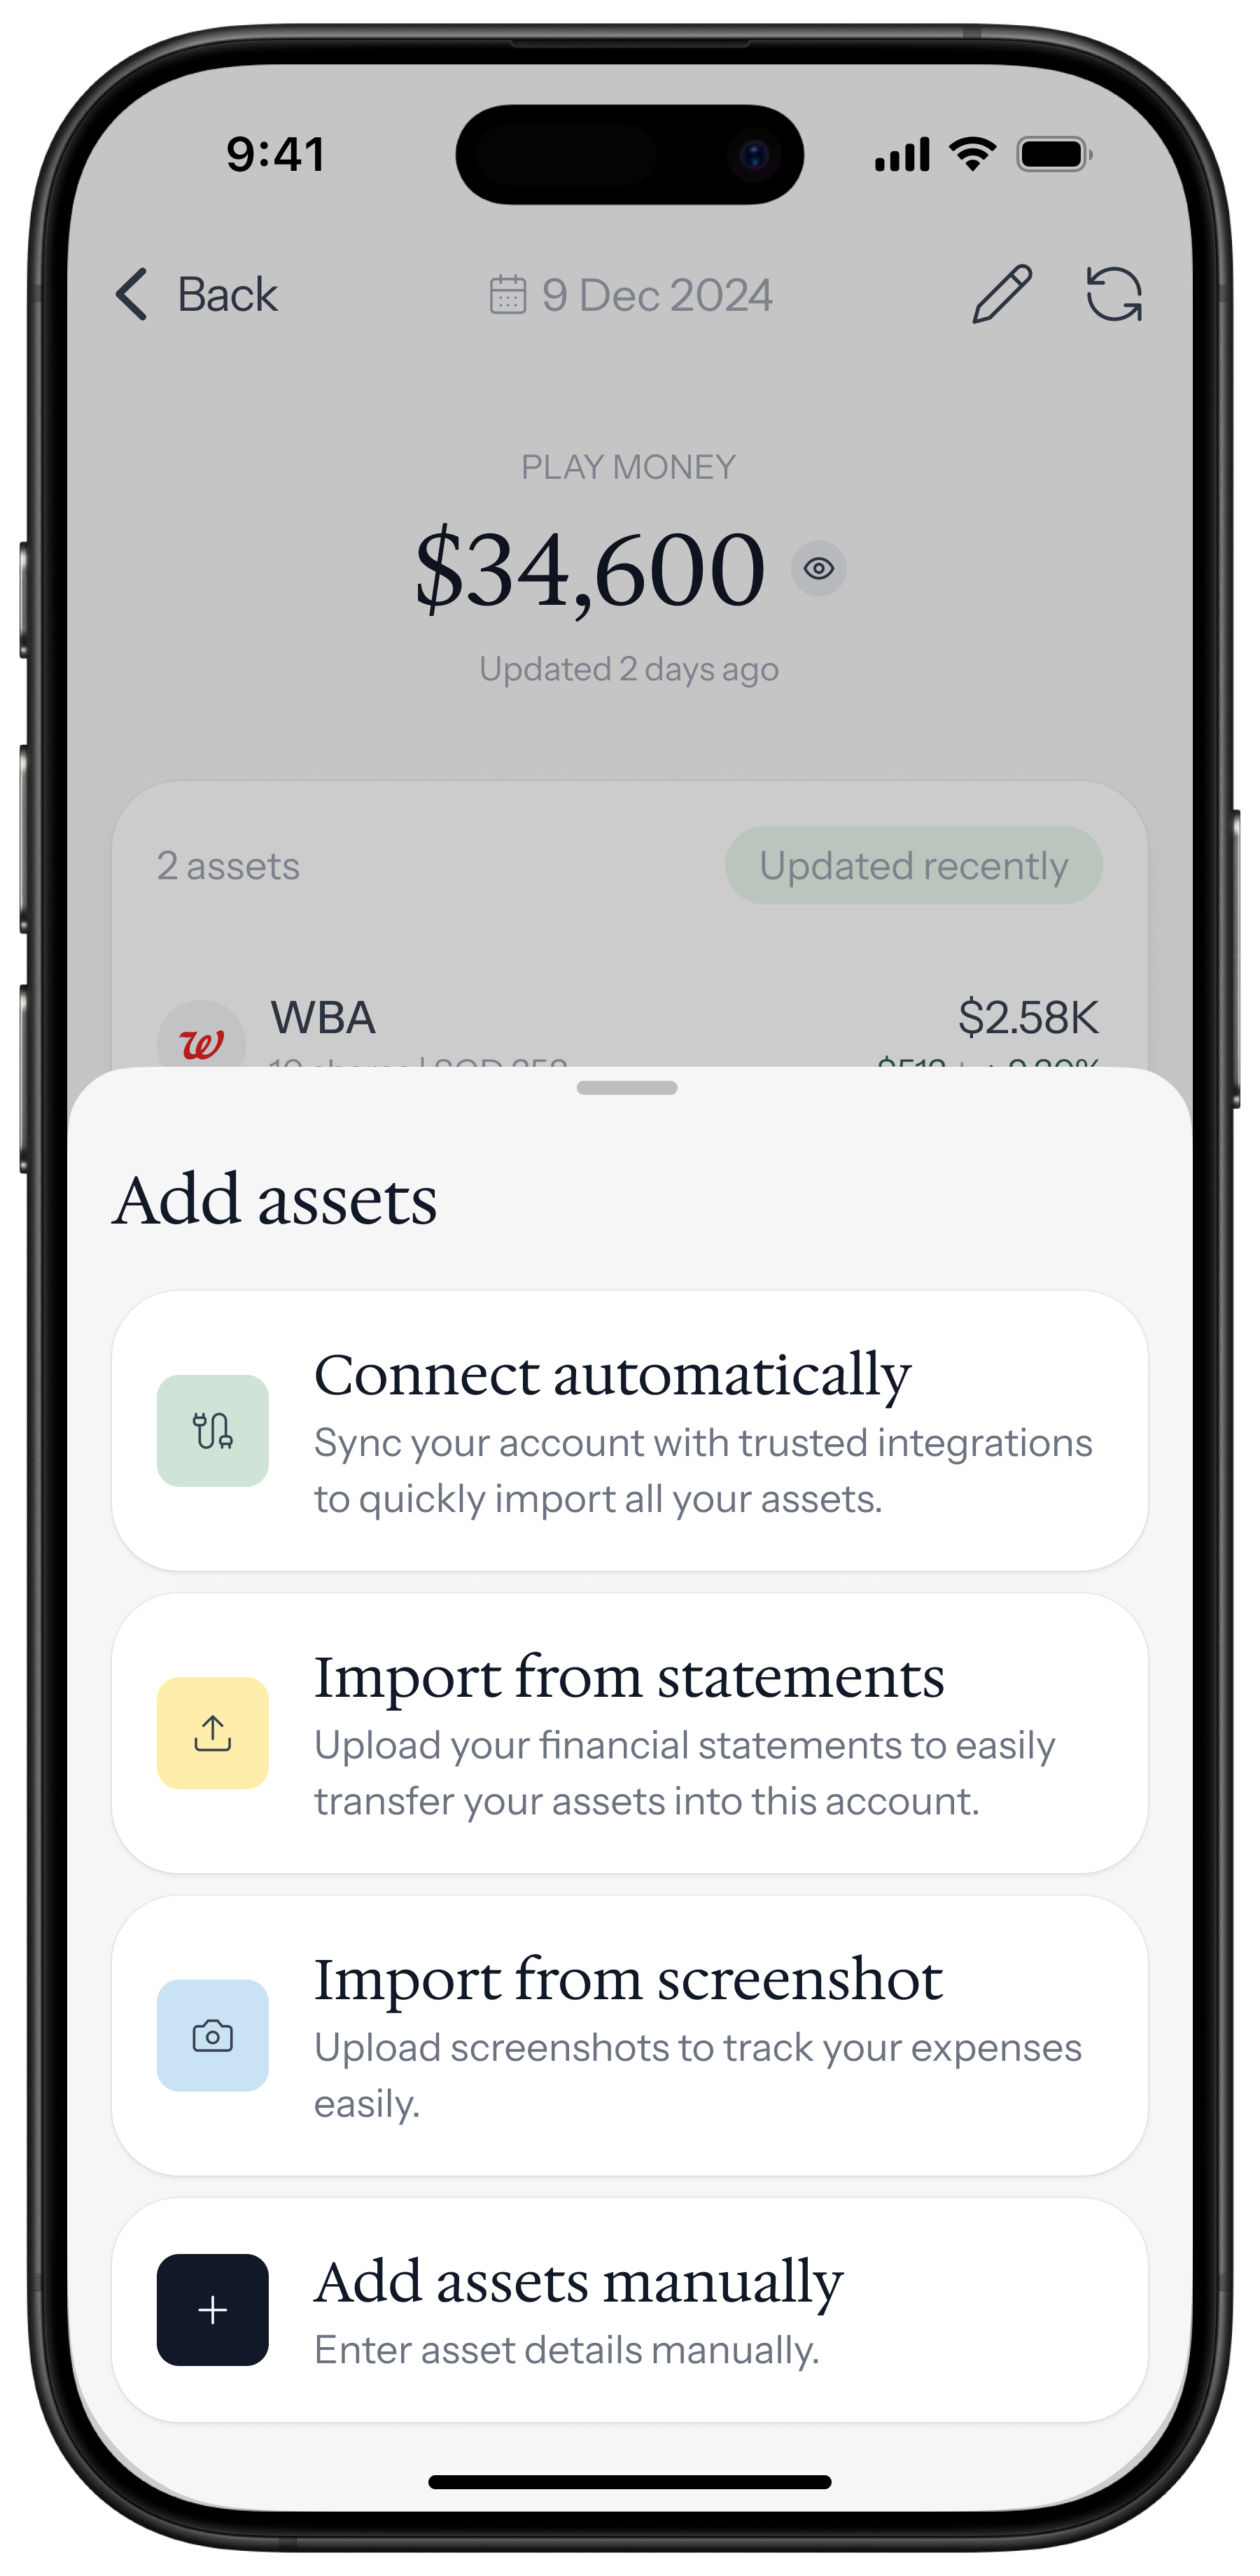 9:41
Back
9 Dec 2024
PLAY MONEY
$34,600
Updated 2 days ago
2 assets
Updated recently
WBA
$2.58K
Add assets
Connect automatically
Sync your account with trusted integrations
to quickly import all your assets.
Import from statements
Upload your financial statements to easily
transfer your assets into this account.
Import from screenshot
Upload screenshots to track your expenses
easily.
Add assets manually
Enter asset details manually.